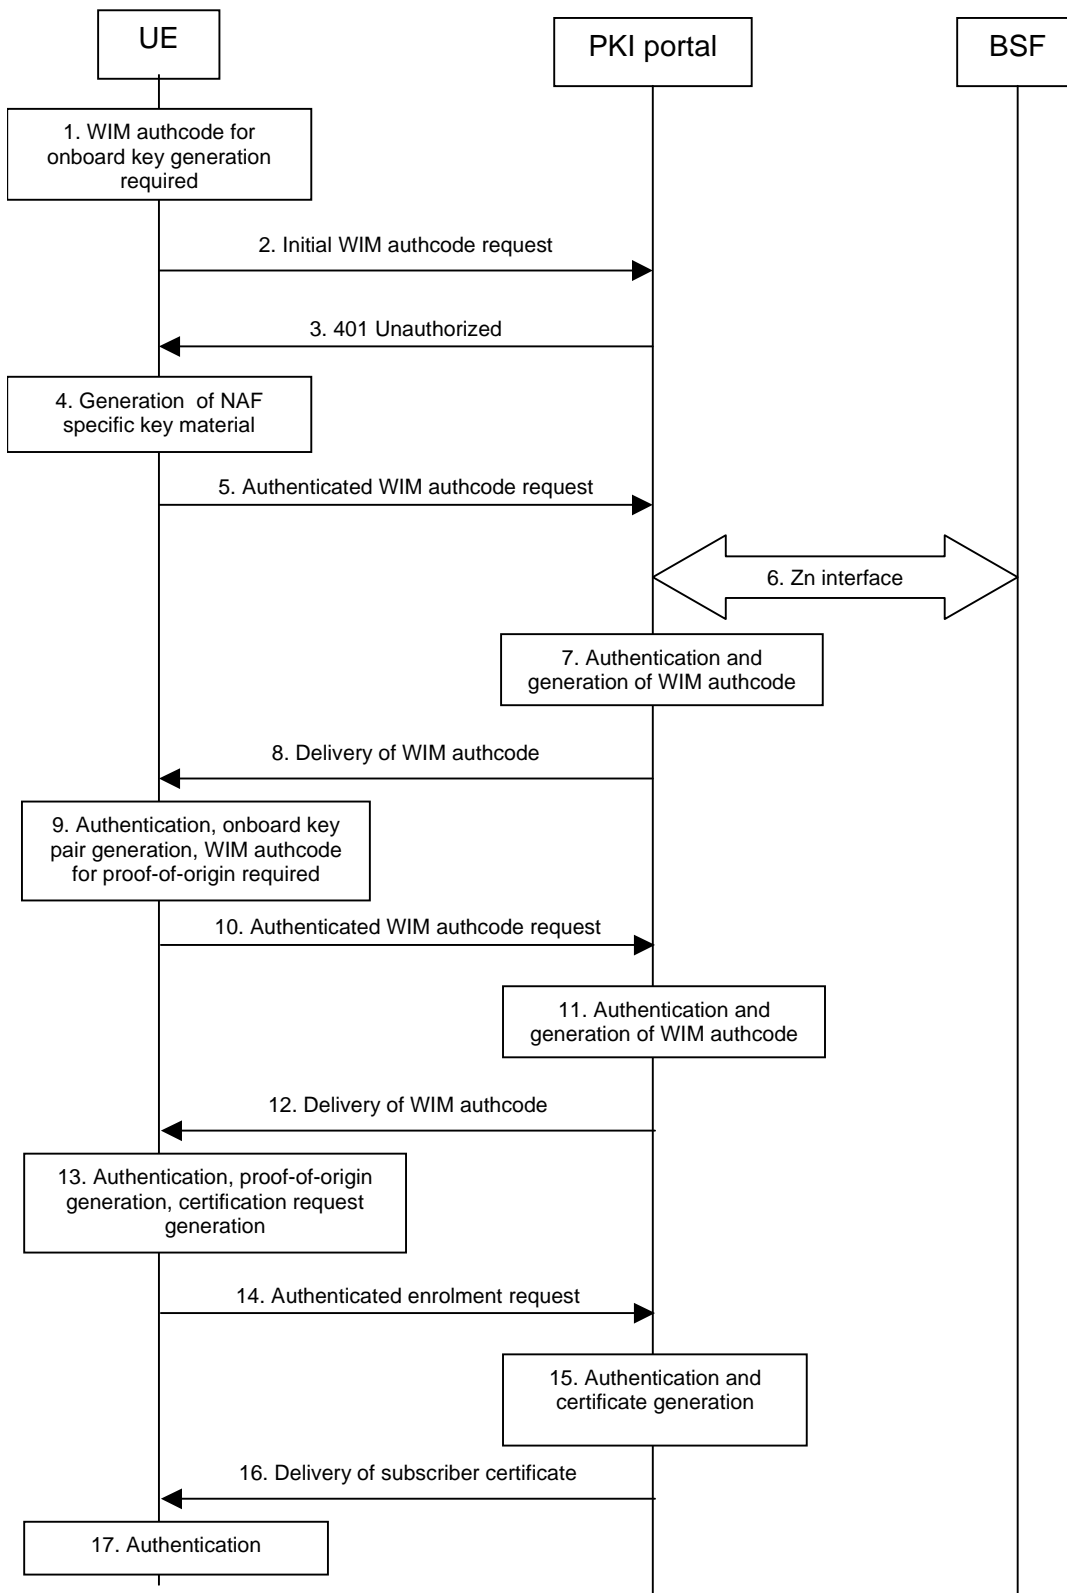 UE
PKI portal
BSF
1. WIM authcode for
onboard key generation
required
2. Initial WIM authcode request
3. 401 Unauthorized
4. Generation of NAF
specific key material
5. Authenticated WIM authcode request
6. Zn interface
7. Authentication and
generation of WIM authcode
8. Delivery of WIM authcode
9. Authentication, onboard key
pair generation, WIM authcode
for proof-of-origin required
10. Authenticated WIM authcode request
11. Authentication and
generation of WIM authcode
12. Delivery of WIM authcode
13. Authentication, proof-of-origin
generation, certification request
generation
14. Authenticated enrolment request
15. Authentication and
certificate generation
16. Delivery of subscriber certificate
17. Authentication